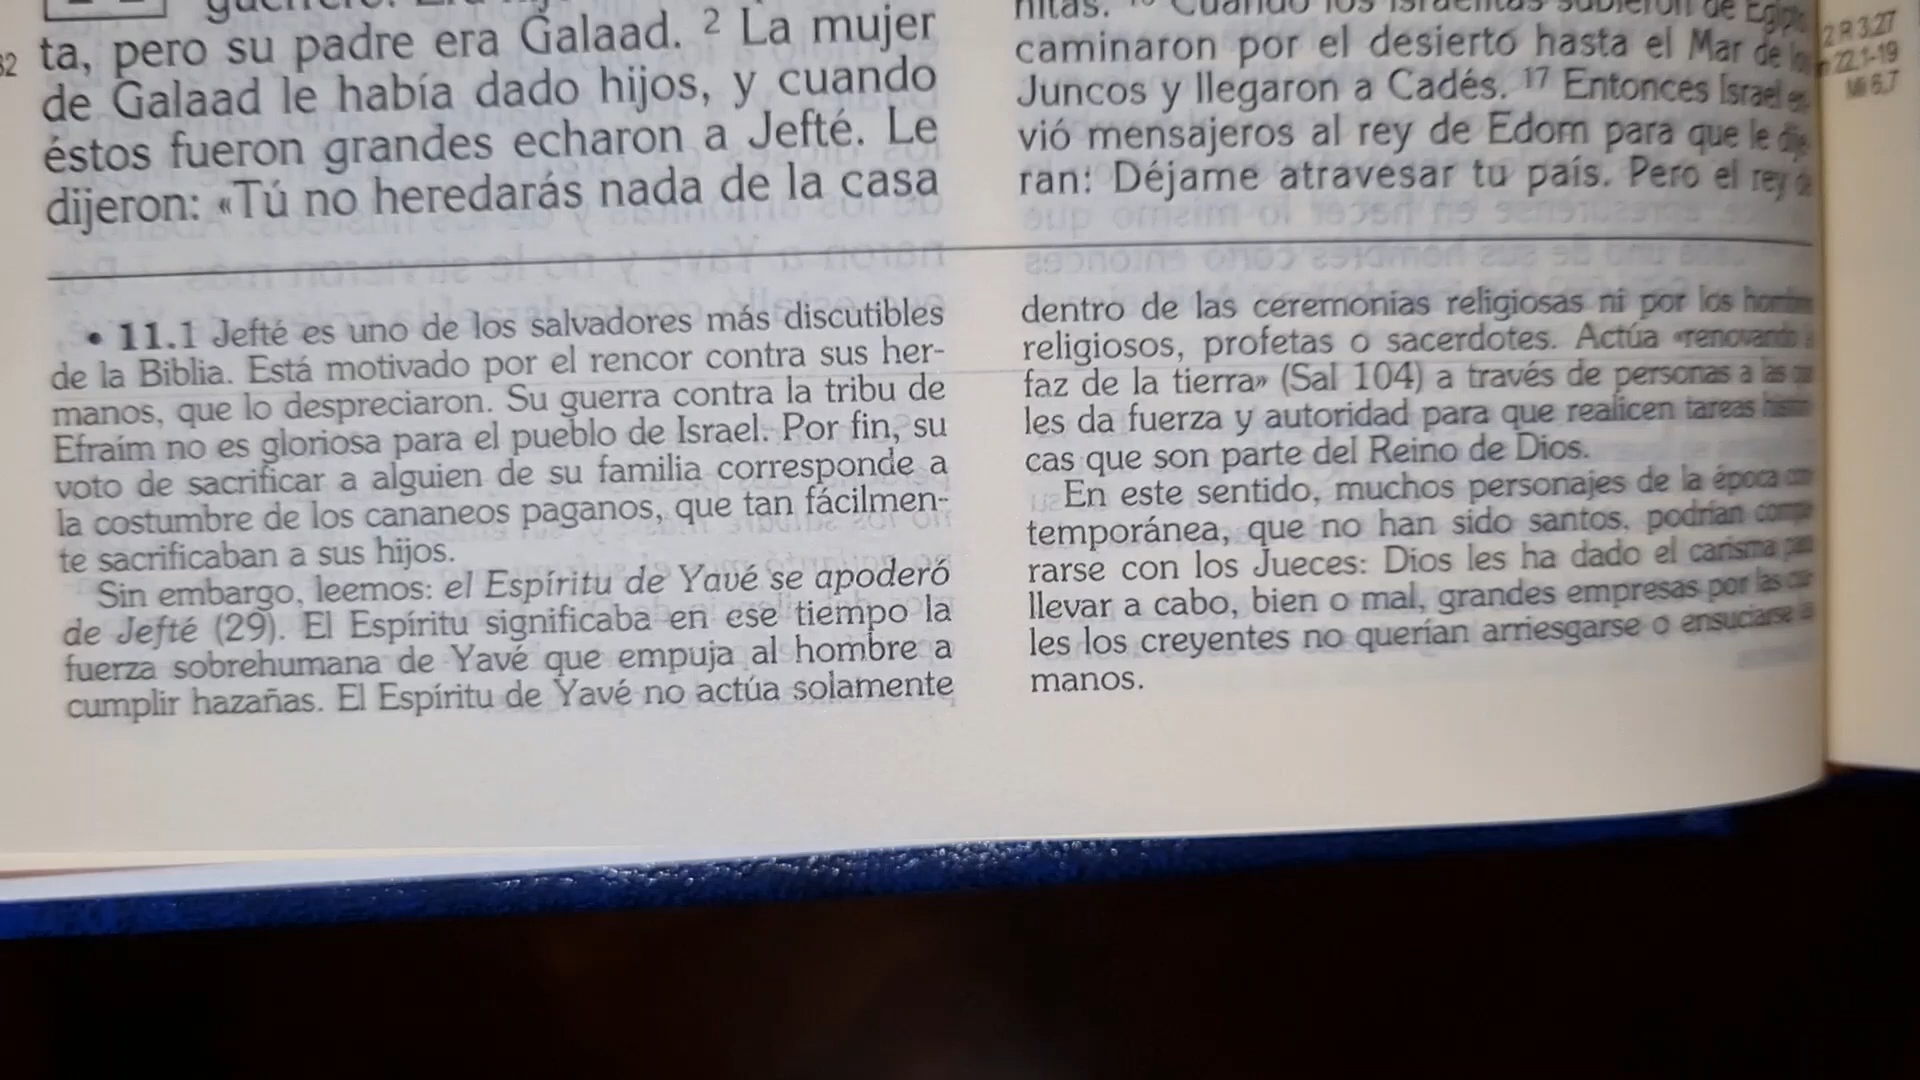 ta, pero su padre era Galaad. 2 La mujer
de Galaad le había dado hijos, y cuando
éstos fueron grandes echaron a Jefté. Le
dijeron: «Tú no heredarás nada de la casa
caminaron por el desierto hasta el Mar de
Juncos y llegaron a Cadés. 17 Entonces Israel
vió mensajeros al rey de Edom para que le
ran: Déjame atravesar tu país. Pero el rey
2 R 3.27
22.1-19
Mi 6.7
• 11.1 Jefté es uno de los salvadores más discutibles
de la Biblia. Está motivado por el rencor contra sus her-
manos, que lo despreciaron. Su guerra contra la tribu de
Efraím no es gloriosa para el pueblo de Israel. Por fin, su
voto de sacrificar a alguien de su familia corresponde a
la costumbre de los cananeos paganos, que tan fácilmen-
te sacrificaban a sus hijos.
Sin embargo, leemos: el Espíritu de Yavé se apoderó
de Jefté (29). El Espíritu significaba en ese tiempo la
fuerza sobrehumana de Yavé que empuja al hombre a
cumplir hazañas. El Espíritu de Yavé no actúa solamente
dentro de las ceremonias religiosas ni por los
religiosos, profetas o sacerdotes. Actúa «renovando
faz de la tierra» (Sal 104) a través de personas a las
les da fuerza y autoridad para que realicen tareas
cas que son parte del Reino de Dios.
En este sentido, muchos personajes de la época
temporánea, que no han sido santos, podrían
rarse con los Jueces: Dios les ha dado el carisma
llevar a cabo, bien o mal, grandes empresas por las
les los creyentes no querían arriesgarse o ensuciarse
manos.